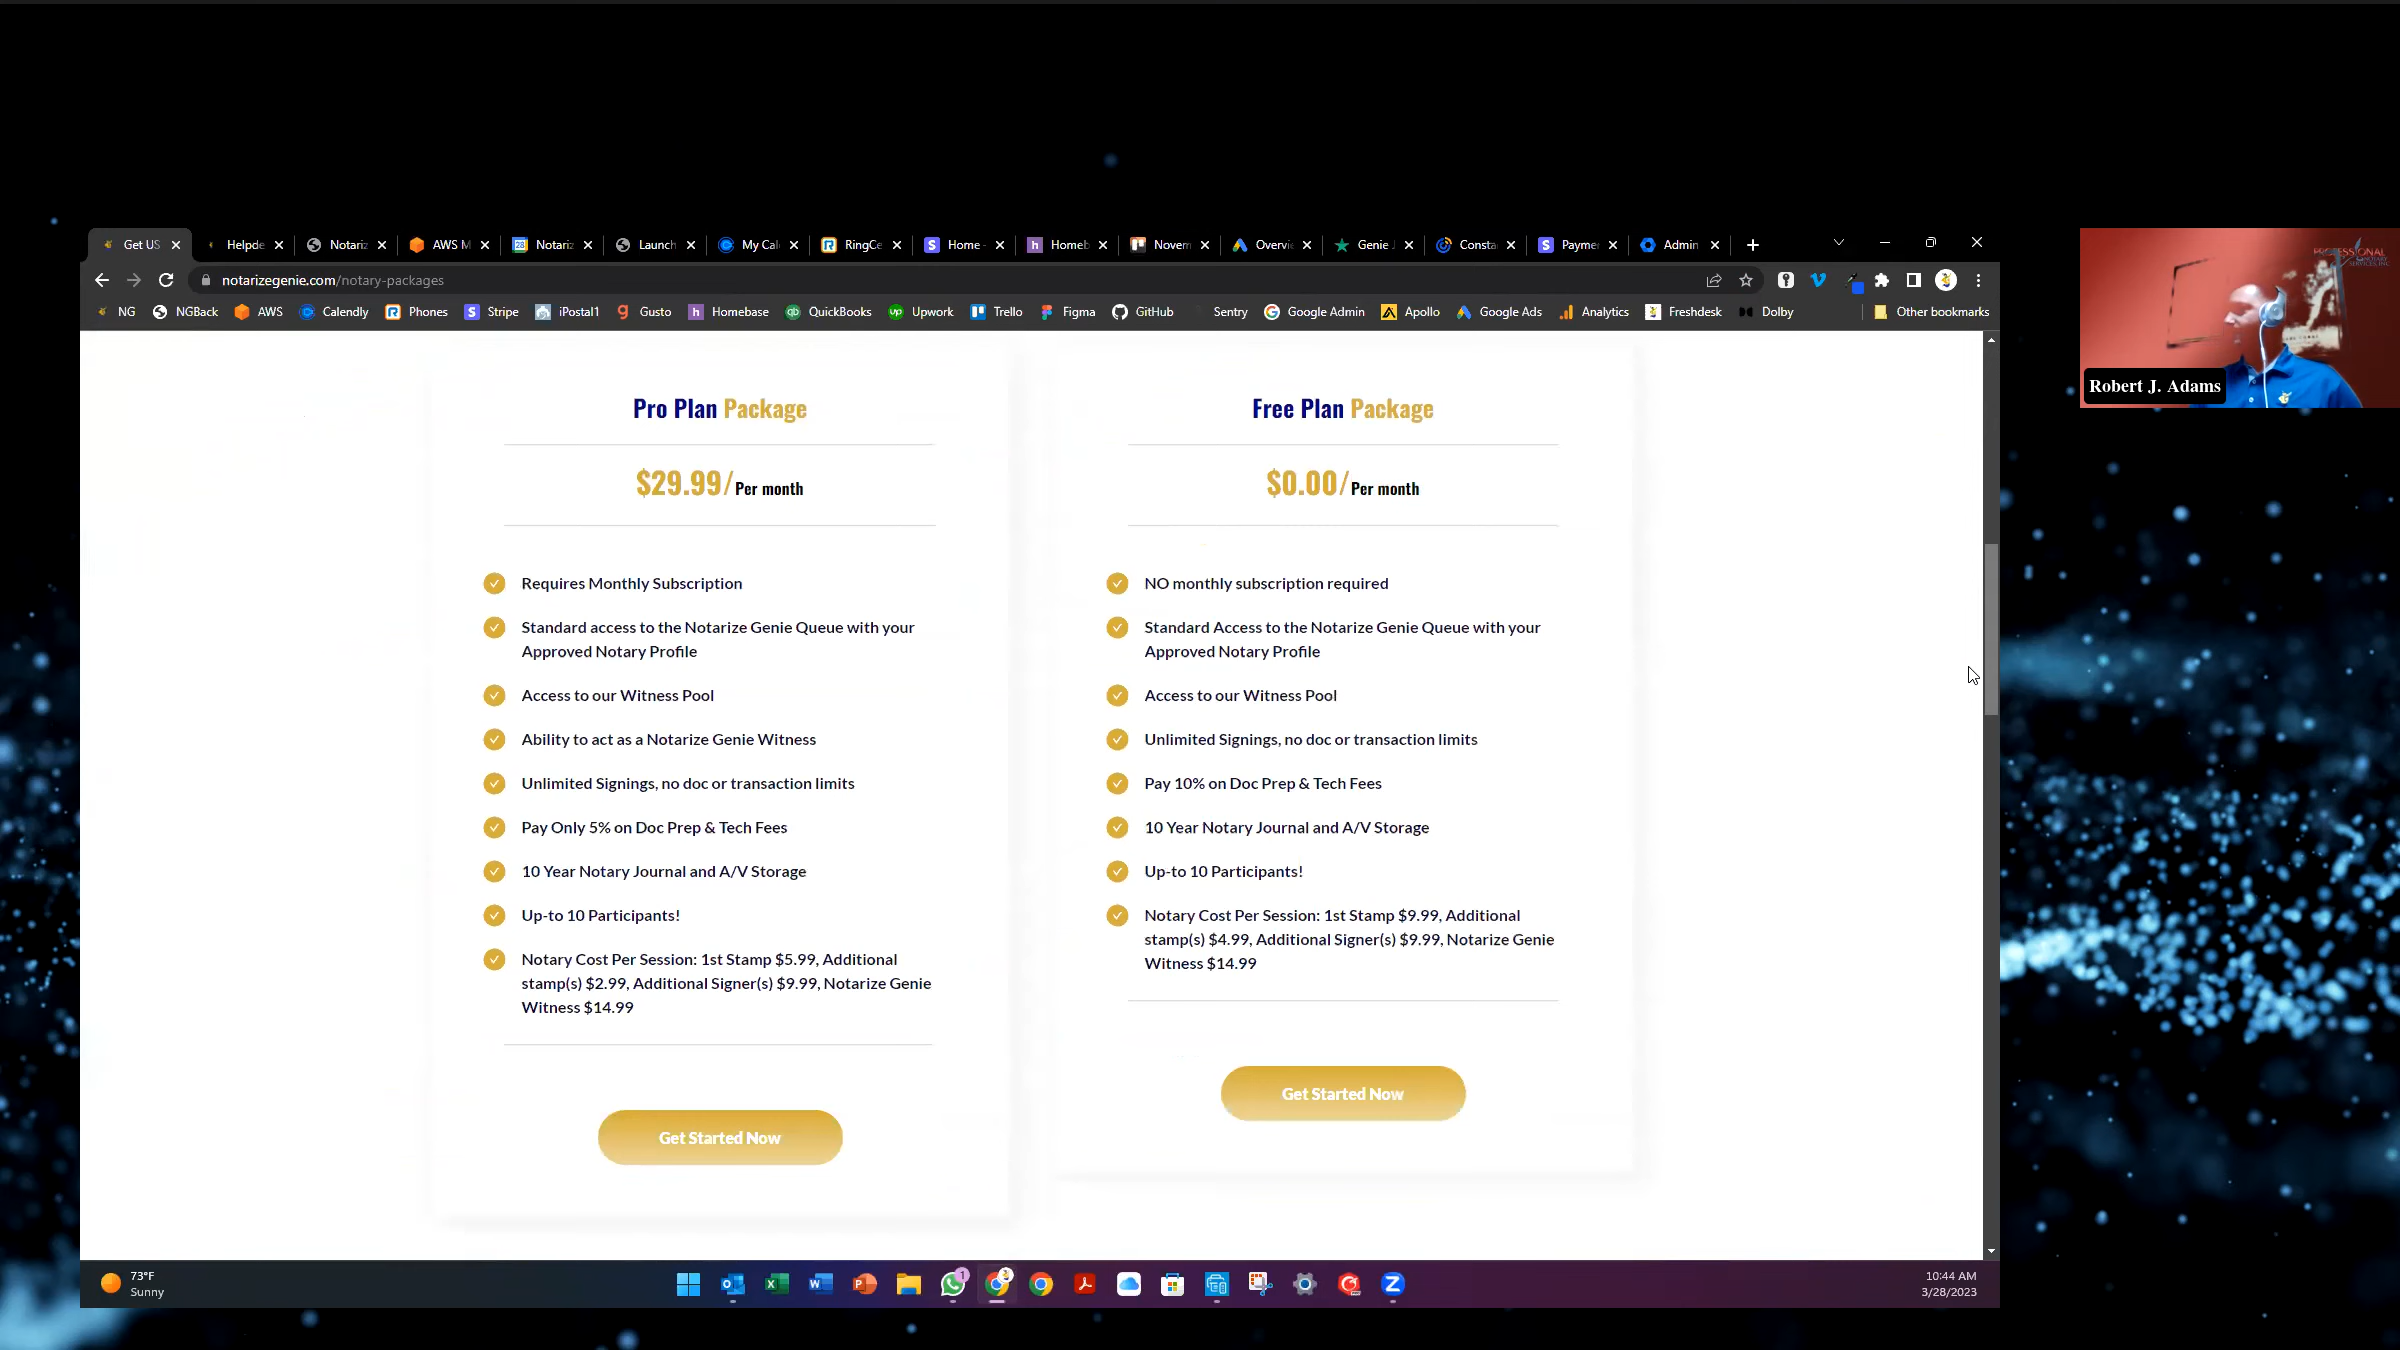 Get US
Helpde
Notariz
AWS M
Notariz
Launch
My Cal
RingCe
Home -
Homeb
Novem
Overvie
Genie J
Consta
Payme
Admin
notarizegenie.com/notary-packages
NG
NGBack
AWS
Calendly
Phones
Stripe
iPostal1
Gusto
Homebase
QuickBooks
Upwork
Trello
Figma
GitHub
Sentry
Google Admin
Apollo
Google Ads
Analytics
Freshdesk
Dolby
Other bookmarks
PROFESSIONAL
Robert J. Adams
Pro Plan Package
$29.99/Per month
Requires Monthly Subscription
Standard access to the Notarize Genie Queue with your
Approved Notary Profile
Access to our Witness Pool
Ability to act as a Notarize Genie Witness
Unlimited Signings, no doc or transaction limits
Pay Only 5% on Doc Prep & Tech Fees
10 Year Notary Journal and A/V Storage
Up-to 10 Participants!
Notary Cost Per Session: 1st Stamp $5.99, Additional
stamp(s) $2.99, Additional Signer(s) $9.99, Notarize Genie
Witness $14.99
Get Started Now
Free Plan Package
$0.00/Per month
NO monthly subscription required
Standard Access to the Notarize Genie Queue with your
Approved Notary Profile
Access to our Witness Pool
Unlimited Signings, no doc or transaction limits
Pay 10% on Doc Prep & Tech Fees
10 Year Notary Journal and A/V Storage
Up-to 10 Participants!
Notary Cost Per Session: 1st Stamp $9.99, Additional
stamp(s) $4.99, Additional Signer(s) $9.99, Notarize Genie
Witness $14.99
Get Started Now
73°F
Sunny
10:44 AM
3/28/2023